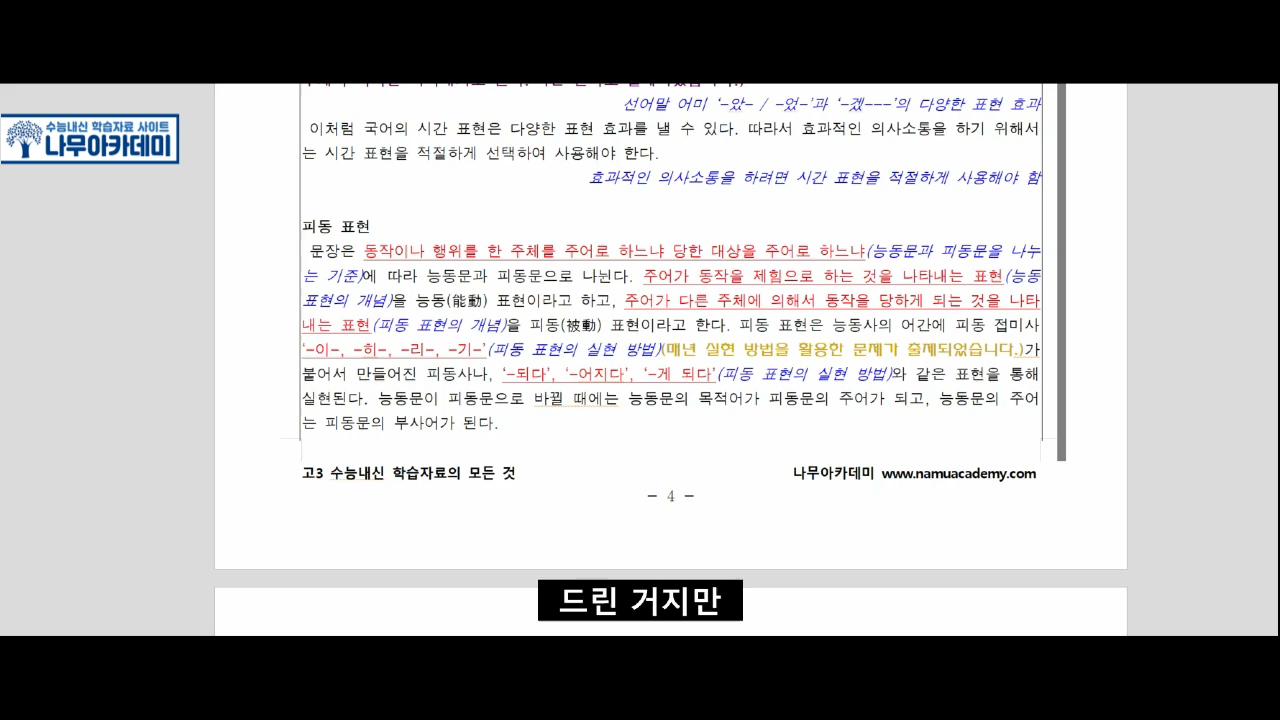 선어말 어미 ‘-았- / -었-’과 ‘-겠---’의 다양한 표현 효과
이처럼 국어의 시간 표현은 다양한 표현 효과를 낼 수 있다. 따라서 효과적인 의사소통을 하기 위해서
는 시간 표현을 적절하게 선택하여 사용해야 한다.
효과적인 의사소통을 하려면 시간 표현을 적절하게 사용해야 함
수능내신 학습자료 사이트
나무아카데미
피동 표현
문장은 동작이나 행위를 한 주체를 주어로 하느냐 당한 대상을 주어로 하느냐(능동문과 피동문을 나누
는 기준)에 따라 능동문과 피동문으로 나뉜다. 주어가 동작을 제힘으로 하는 것을 나타내는 표현(능동
표현의 개념)을 능동(能動) 표현이라고 하고, 주어가 다른 주체에 의해서 동작을 당하게 되는 것을 나타
내는 표현(피동 표현의 개념)을 피동(被動) 표현이라고 한다. 피동 표현은 능동사의 어간에 피동 접미사
‘-이-, -히-, -리-, -기-’(피동 표현의 실현 방법)(매년 실현 방법을 활용한 문제가 출제되었습니다.)가
붙어서 만들어진 피동사나, ‘-되다’, ‘-어지다’, ‘-게 되다’(피동 표현의 실현 방법)와 같은 표현을 통해
실현된다. 능동문이 피동문으로 바뀔 때에는 능동문의 목적어가 피동문의 주어가 되고, 능동문의 주어
는 피동문의 부사어가 된다.
고3 수능내신 학습자료의 모든 것
나무아카데미 www.namuacademy.com
- 4 -
드린 거지만